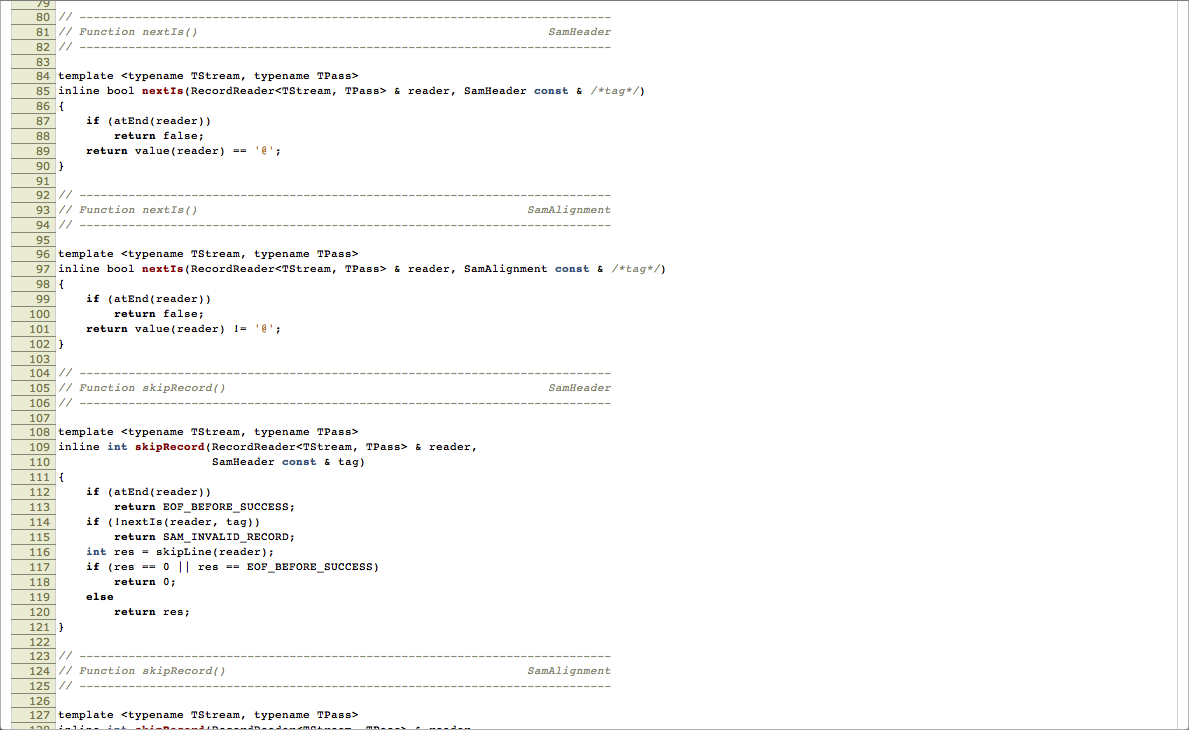 79
80 // ----------------------------------------------------------------------------
81 // Function nextIs()                                                  SamHeader
82 // ----------------------------------------------------------------------------
83
84 template <typename TStream, typename TPass>
85 inline bool nextIs(RecordReader<TStream, TPass> & reader, SamHeader const & /*tag*/)
86 {
87     if (atEnd(reader))
88         return false;
89     return value(reader) == '@';
90 }
91
92 // ----------------------------------------------------------------------------
93 // Function nextIs()                                               SamAlignment
94 // ----------------------------------------------------------------------------
95
96 template <typename TStream, typename TPass>
97 inline bool nextIs(RecordReader<TStream, TPass> & reader, SamAlignment const & /*tag*/)
98 {
99     if (atEnd(reader))
100         return false;
101     return value(reader) != '@';
102 }
103
104 // ----------------------------------------------------------------------------
105 // Function skipRecord()                                              SamHeader
106 // ----------------------------------------------------------------------------
107
108 template <typename TStream, typename TPass>
109 inline int skipRecord(RecordReader<TStream, TPass> & reader,
110                       SamHeader const & tag)
111 {
112     if (atEnd(reader))
113         return EOF_BEFORE_SUCCESS;
114     if (!nextIs(reader, tag))
115         return SAM_INVALID_RECORD;
116     int res = skipLine(reader);
117     if (res == 0 || res == EOF_BEFORE_SUCCESS)
118         return 0;
119     else
120         return res;
121 }
122
123 // ----------------------------------------------------------------------------
124 // Function skipRecord()                                           SamAlignment
125 // ----------------------------------------------------------------------------
126
127 template <typename TStream, typename TPass>
128 inline int skipRecord(RecordReader<TStream, TPass> & reader,